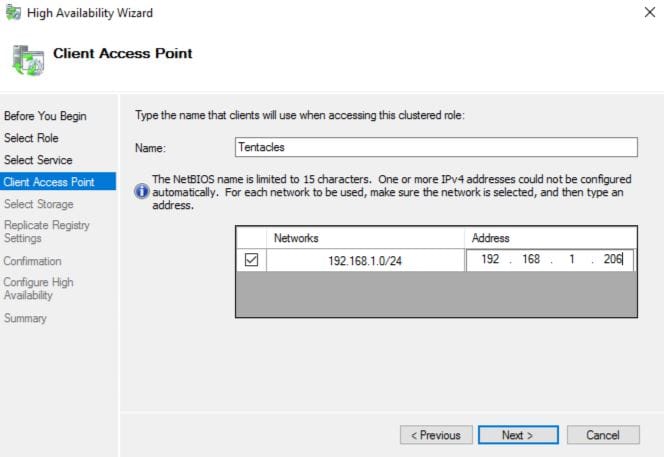 High Availability Wizard
Client Access Point
Before You Begin
Select Role
Select Service
Client Access Point
Select Storage
Replicate Registry
Settings
Confirmation
Configure High
Availability
Summary
Type the name that clients will use when accessing this clustered role:
Name:
Tentacles
The NetBIOS name is limited to 15 characters. One or more IPv4 addresses could not be configured
automatically. For each network to be used, make sure the network is selected, and then type an
address.
Networks Address
192.168.1.0/24 192 . 168 . 1 . 206
< Previous Next > Cancel